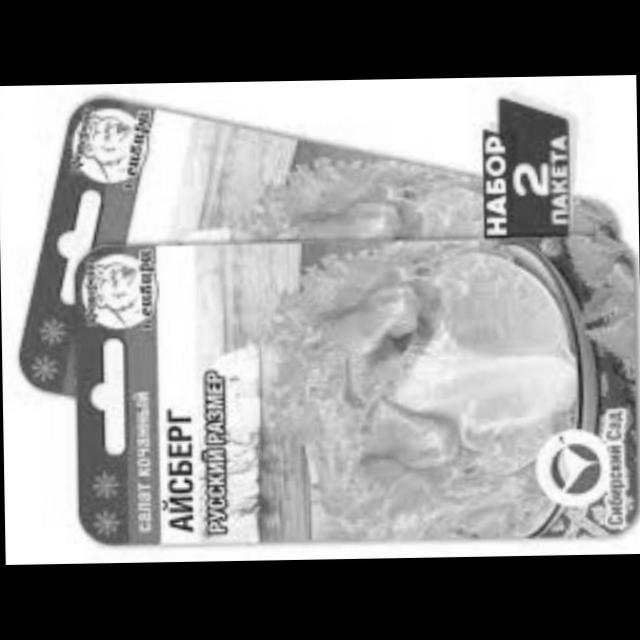 салат кочанный
АЙСБЕРГ
РУССКИЙ РАЗМЕР
НАБОР
2
ПАКЕТА
Сибирский Сад